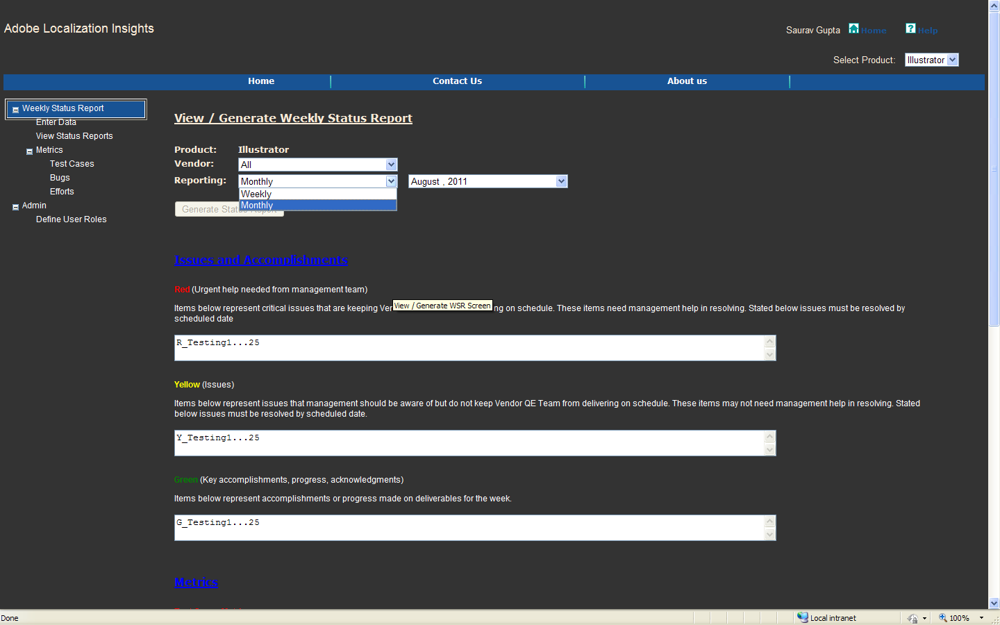 Adobe Localization Insights
Saurav Gupta Home Help
Select Product: Illustrator
Home Contact Us About us
Weekly Status Report
Enter Data
View Status Reports
Metrics
Test Cases
Bugs
Efforts
Admin
Define User Roles
View / Generate Weekly Status Report
Product: Illustrator
Vendor: All
Reporting: Monthly August , 2011
Weekly
Monthly
Generate Status Report
Issues and Accomplishments
Red (Urgent help needed from management team)
Items below represent critical issues that are keeping Ven ng on schedule. These items need management help in resolving. Stated below issues must be resolved by
scheduled date
View / Generate WSR Screen
R_Testing1...25
Yellow (Issues)
Items below represent issues that management should be aware of but do not keep Vendor QE Team from delivering on schedule. These items may not need management help in resolving. Stated
below issues must be resolved by scheduled date.
Y_Testing1...25
Green (Key accomplishments, progress, acknowledgments)
Items below represent accomplishments or progress made on deliverables for the week.
G_Testing1...25
Metrics
Done Local intranet 100%